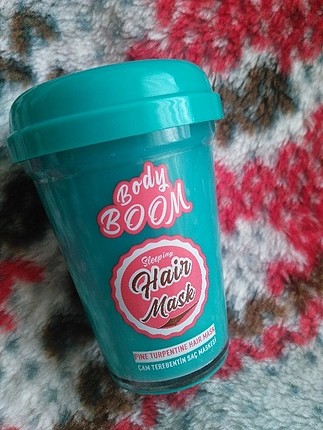 Body
BOOM
Sleeping
Hair
Mask
PINE TURPENTINE HAIR MASK
ÇAM TEREBENTİN SAÇ MASKESİ